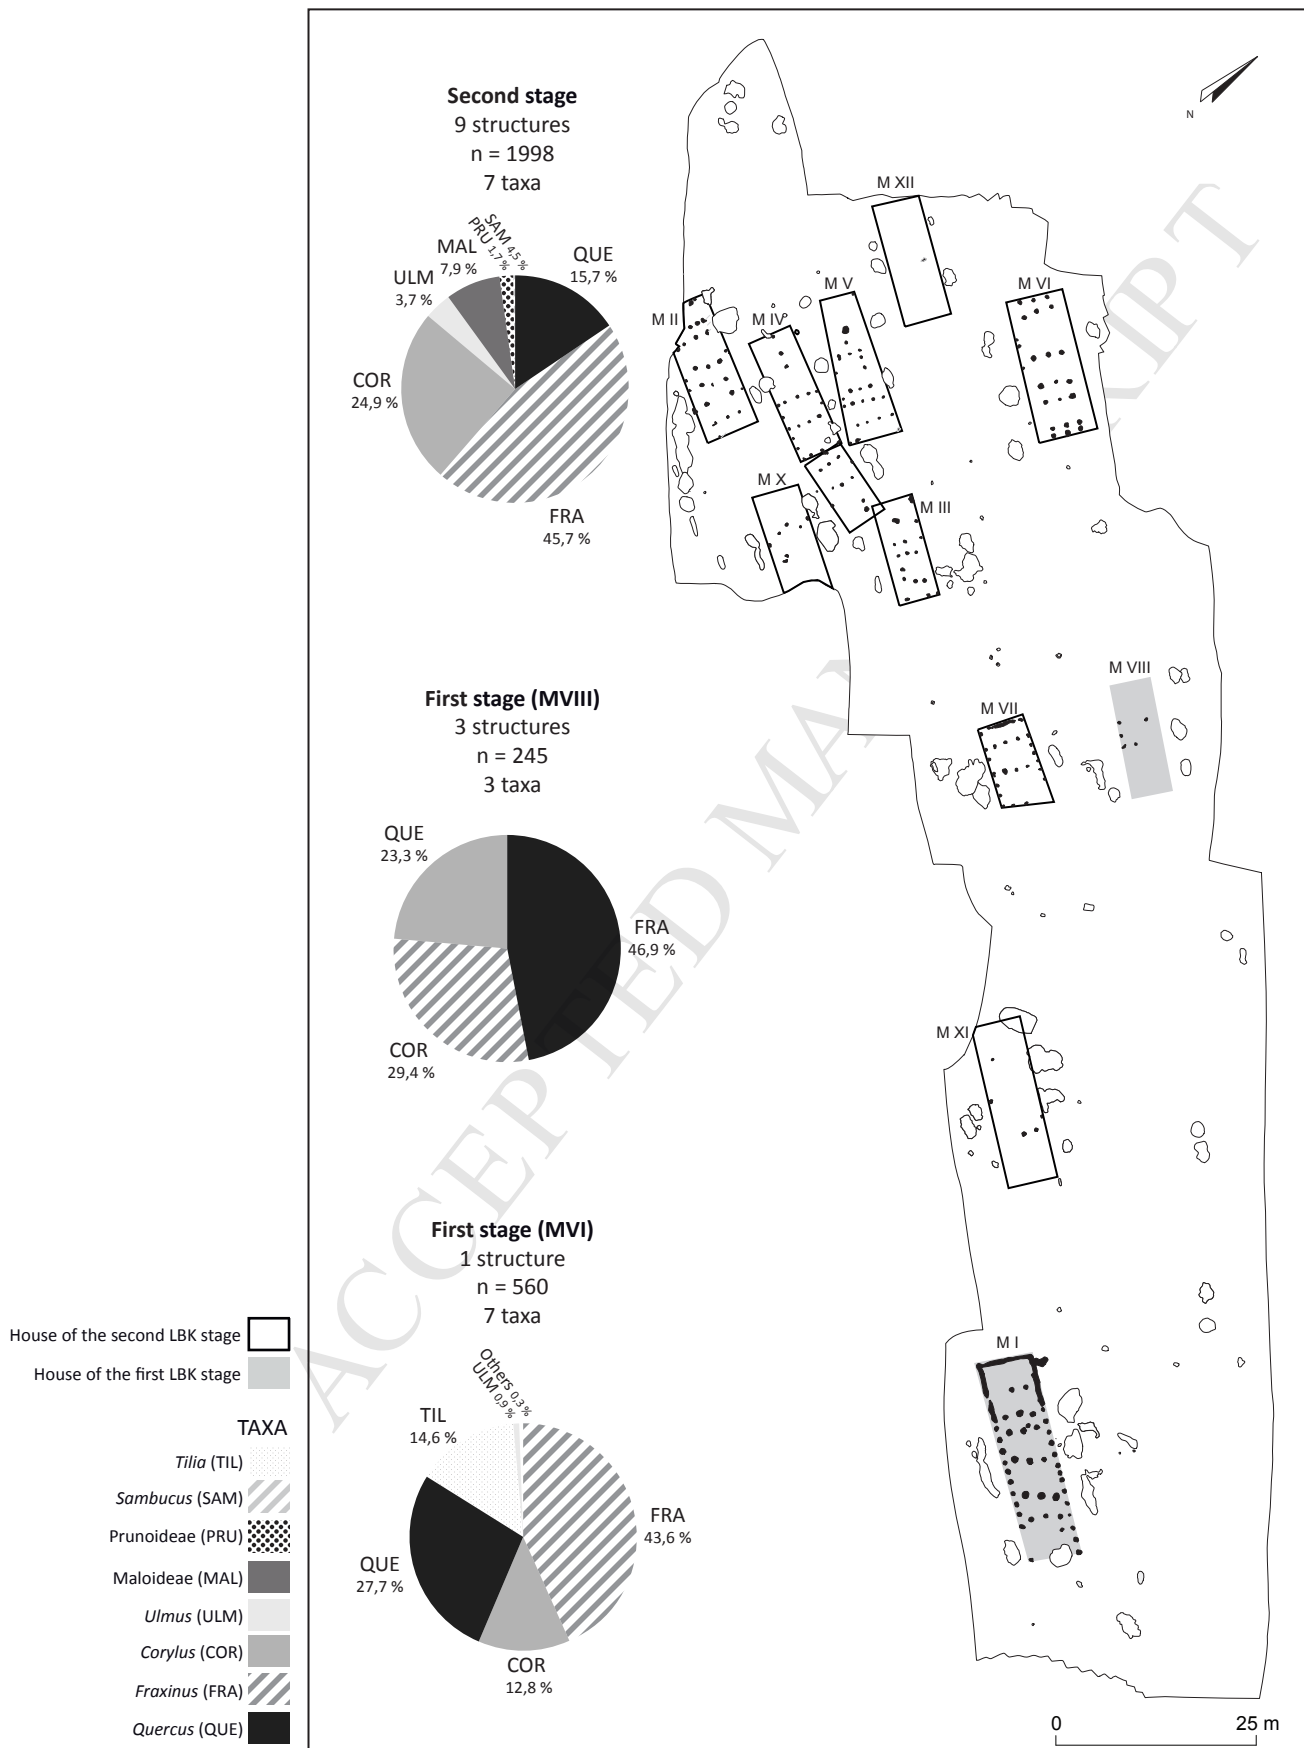 Second stage
9 structures
n = 1998
7 taxa
SAM 4,5 %
PRU 1,7 %
MAL
7,9 %
ULM
3,7 %
COR
24,9 %
QUE
15,7 %
FRA
45,7 %
First stage (MVIII)
3 structures
n = 245
3 taxa
QUE
23,3 %
FRA
46,9 %
COR
29,4 %
First stage (MVI)
1 structure
n = 560
7 taxa
Others 0,3 %
ULM 0,9 %
TIL
14,6 %
QUE
27,7 %
COR
12,8 %
FRA
43,6 %
House of the second LBK stage
House of the first LBK stage
TAXA
Tilia (TIL)
Sambucus (SAM)
Prunoideae (PRU)
Maloideae (MAL)
Ulmus (ULM)
Corylus (COR)
Fraxinus (FRA)
Quercus (QUE)
N
M XII
M VI
M V
M IV
M II
M X
M III
M VIII
M VII
M XI
M I
0 25 m
ACCEPTED MANUSCRIPT